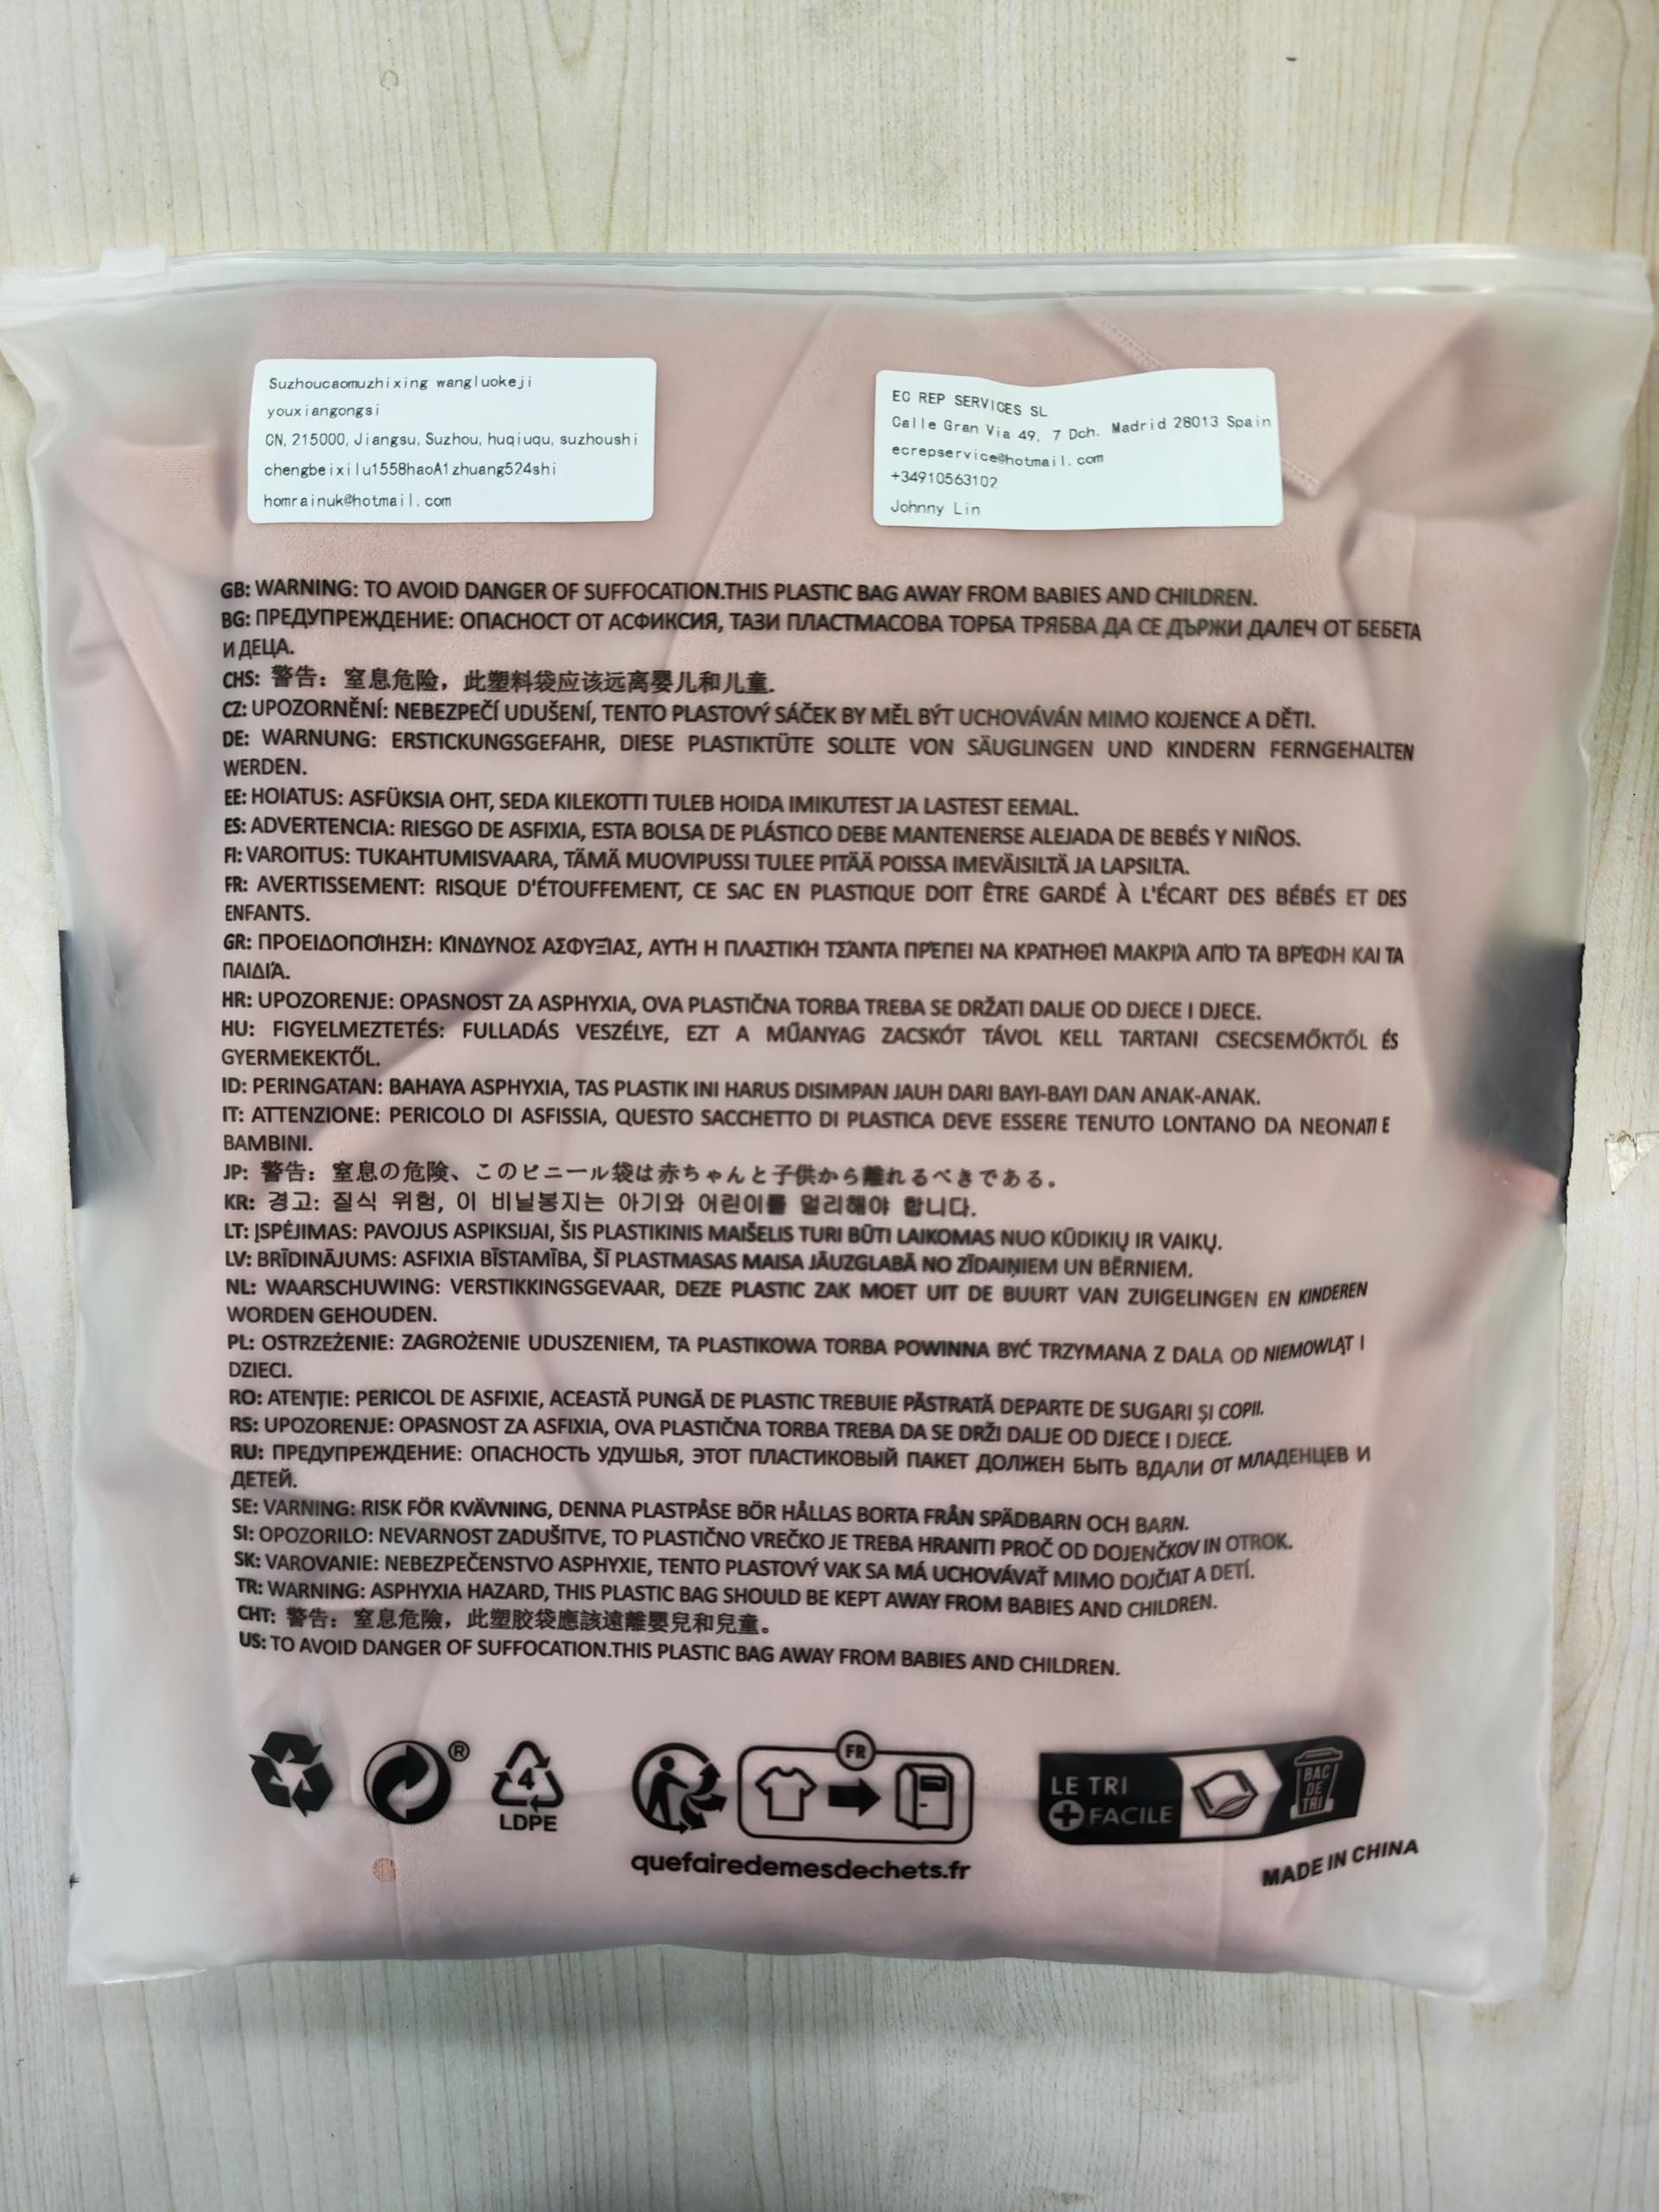 Suzhoucaomuzhixing wangluokeji
youxiangongsi
CN, 215000, Jiangsu, Suzhou, huqiuqu, suzhoushi
chengbeixilu1558haoA1zhuang524shi
homrainuk@hotmail.com
EC REP SERVICES SL
Calle Gran Via 49, 7 Dch. Madrid 28013 Spain
ecrepservice@hotmail.com
+34910563102
Johnny Lin
GB: WARNING: TO AVOID DANGER OF SUFFOCATION.THIS PLASTIC BAG AWAY FROM BABIES AND CHILDREN.
BG: ПРЕДУПРЕЖДЕНИЕ: ОПАСНОСТ ОТ АСФИКСИЯ, ТАЗИ ПЛАСТМАСОВА ТОРБА ТРЯБВА ДА СЕ ДЪРЖИ ДАЛЕЧ ОТ БЕБЕТА
И ДЕЦА.
CHS: 警告：窒息危险，此塑料袋应该远离婴儿和儿童.
CZ: UPOZORNĚNÍ: NEBEZPEČÍ UDUŠENÍ, TENTO PLASTOVÝ SÁČEK BY MĚL BÝT UCHOVÁVÁN MIMO KOJENCE A DĚTI.
DE: WARNUNG: ERSTICKUNGSGEFAHR, DIESE PLASTIKTÜTE SOLLTE VON SÄUGLINGEN UND KINDERN FERNGEHALTEN
WERDEN.
EE: HOIATUS: ASFÜKSIA OHT, SEDA KILEKOTTI TULEB HOIDA IMIKUTEST JA LASTEST EEMAL.
ES: ADVERTENCIA: RIESGO DE ASFIXIA, ESTA BOLSA DE PLÁSTICO DEBE MANTENERSE ALEJADA DE BEBÉS Y NIÑOS.
FI: VAROITUS: TUKAHTUMISVAARA, TÄMÄ MUOVIPUSSI TULEE PITÄÄ POISSA IMEVÄISILTÄ JA LAPSILTA.
FR: AVERTISSEMENT: RISQUE D'ÉTOUFFEMENT, CE SAC EN PLASTIQUE DOIT ÊTRE GARDÉ À L'ÉCART DES BÉBÉS ET DES
ENFANTS.
GR: ΠΡΟΕΙΔΟΠΟΊΗΣΗ: ΚΊΝΔΥΝΟΣ ΑΣΦΥΞΊΑΣ, ΑΥΤΉ Η ΠΛΑΣΤΙΚΉ ΤΣΆΝΤΑ ΠΡΈΠΕΙ ΝΑ ΚΡΑΤΗΘΕΊ ΜΑΚΡΙΆ ΑΠΌ ΤΑ ΒΡΈΦΗ ΚΑΙ ΤΑ
ΠΑΙΔΙΆ.
HR: UPOZORENJE: OPASNOST ZA ASPHYXIA, OVA PLASTIČNA TORBA TREBA SE DRŽATI DALJE OD DJECE I DJECE.
HU: FIGYELMEZTETÉS: FULLADÁS VESZÉLYE, EZT A MŰANYAG ZACSKÓT TÁVOL KELL TARTANI CSECSEMŐKTŐL ÉS
GYERMEKEKTŐL.
ID: PERINGATAN: BAHAYA ASPHYXIA, TAS PLASTIK INI HARUS DISIMPAN JAUH DARI BAYI-BAYI DAN ANAK-ANAK.
IT: ATTENZIONE: PERICOLO DI ASFISSIA, QUESTO SACCHETTO DI PLASTICA DEVE ESSERE TENUTO LONTANO DA NEONATI E
BAMBINI.
JP: 警告：窒息の危険、このビニール袋は赤ちゃんと子供から離れるべきである。
KR: 경고: 질식 위험, 이 비닐봉지는 아기와 어린이를 멀리해야 합니다.
LT: ĮSPĖJIMAS: PAVOJUS ASPIKSIJAI, ŠIS PLASTIKINIS MAIŠELIS TURI BŪTI LAIKOMAS NUO KŪDIKIŲ IR VAIKŲ.
LV: BRĪDINĀJUMS: ASFIXIA BĪSTAMĪBA, ŠĪ PLASTMASAS MAISA JĀUZGLABĀ NO ZĪDAIŅIEM UN BĒRNIEM.
NL: WAARSCHUWING: VERSTIKKINGSGEVAAR, DEZE PLASTIC ZAK MOET UIT DE BUURT VAN ZUIGELINGEN EN KINDEREN
WORDEN GEHOUDEN.
PL: OSTRZEŻENIE: ZAGROŻENIE UDUSZENIEM, TA PLASTIKOWA TORBA POWINNA BYĆ TRZYMANA Z DALA OD NIEMOWLĄT I
DZIECI.
RO: ATENȚIE: PERICOL DE ASFIXIE, ACEASTĂ PUNGĂ DE PLASTIC TREBUIE PĂSTRATĂ DEPARTE DE SUGARI ȘI COPII.
RS: UPOZORENJE: OPASNOST ZA ASFIXIA, OVA PLASTIČNA TORBA TREBA DA SE DRŽI DALJE OD DJECE I DJECE.
RU: ПРЕДУПРЕЖДЕНИЕ: ОПАСНОСТЬ УДУШЬЯ, ЭТОТ ПЛАСТИКОВЫЙ ПАКЕТ ДОЛЖЕН БЫТЬ ВДАЛИ ОТ МЛАДЕНЦЕВ И
ДЕТЕЙ.
SE: VARNING: RISK FÖR KVÄVNING, DENNA PLASTPÅSE BÖR HÅLLAS BORTA FRÅN SPÄDBARN OCH BARN.
SI: OPOZORILO: NEVARNOST ZADUŠITVE, TO PLASTIČNO VREČKO JE TREBA HRANITI PROČ OD DOJENČKOV IN OTROK.
SK: VAROVANIE: NEBEZPEČENSTVO ASPHYXIE, TENTO PLASTOVÝ VAK SA MÁ UCHOVÁVAŤ MIMO DOJČIAT A DETÍ.
TR: WARNING: ASPHYXIA HAZARD, THIS PLASTIC BAG SHOULD BE KEPT AWAY FROM BABIES AND CHILDREN.
CHT: 警告：窒息危險，此塑胶袋應該遠離嬰兒和兒童。
US: TO AVOID DANGER OF SUFFOCATION.THIS PLASTIC BAG AWAY FROM BABIES AND CHILDREN.
®
4
LDPE
FR
quefairedemesdechets.fr
LE TRI
+ FACILE
BAC
DE
TRI
MADE IN CHINA